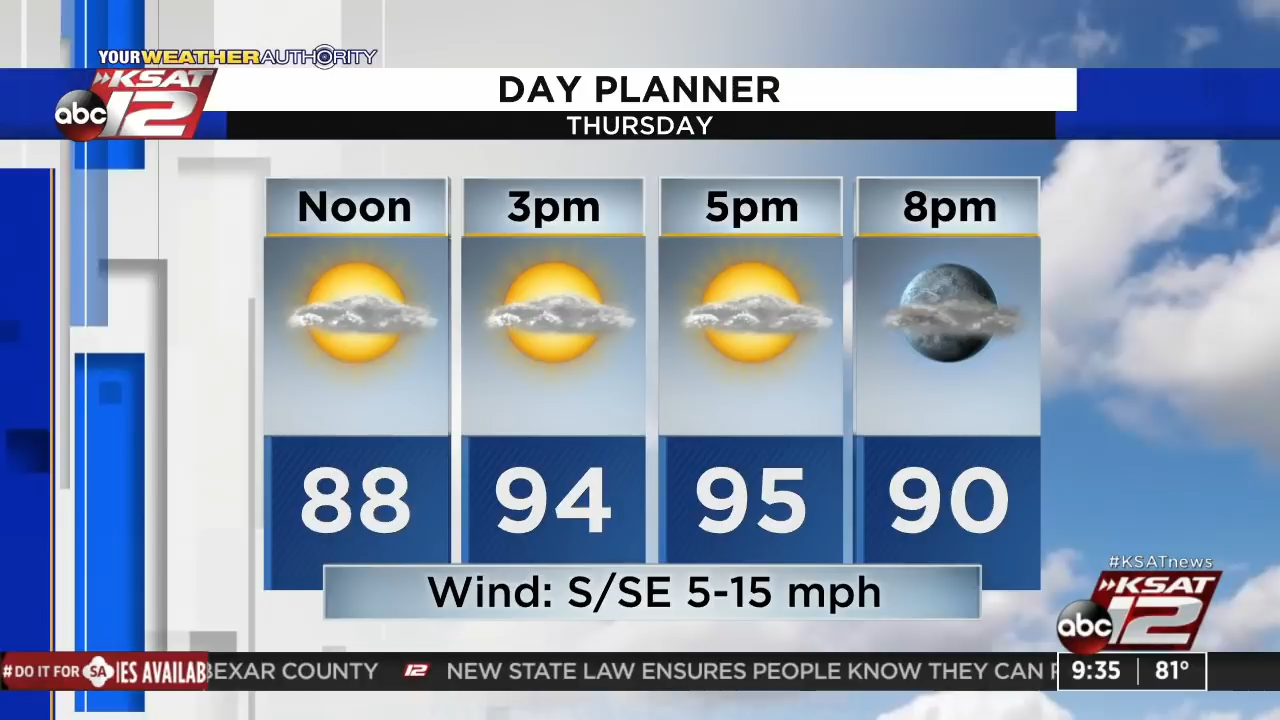 YOURWEATHERAUTHORITY
KSAT
abc 12
DAY PLANNER
THURSDAY
Noon 3pm 5pm 8pm
88 94 95 90
Wind: S/SE 5-15 mph
#KSATnews
KSAT
abc 12
#DO IT FOR SA IES AVAILAB BEXAR COUNTY 12 NEW STATE LAW ENSURES PEOPLE KNOW THEY CAN 9:35 81°